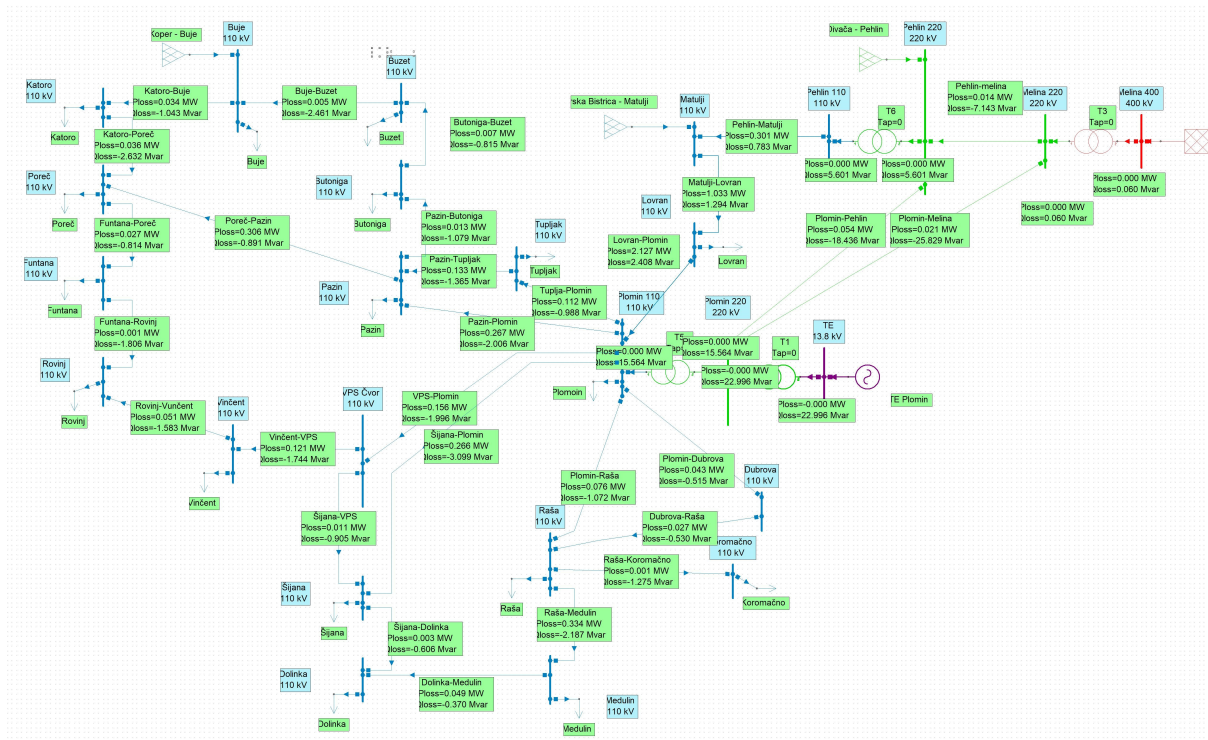 Koper - Buje
Buje
110 kV
Buzet
110 kV
Katoro
110 kV
Katoro-Buje
Ploss=0.034 MW
Qloss=-1.043 Mvar
Buje-Buzet
Ploss=0.005 MW
Qloss=-2.461 Mvar
Katoro
Buje
Buzet
Butoniga-Buzet
Ploss=0.007 MW
Qloss=-0.815 Mvar
Katoro-Poreč
Ploss=0.036 MW
Qloss=-2.632 Mvar
Poreč
110 kV
Poreč
Butoniga
110 kV
Butoniga
Funtana-Poreč
Ploss=0.027 MW
Qloss=-0.814 Mvar
Poreč-Pazin
Ploss=0.306 MW
Qloss=-0.891 Mvar
Pazin-Butoniga
Ploss=0.013 MW
Qloss=-1.079 Mvar
Tupljak
110 kV
Funtana
110 kV
Funtana
Pazin-Tupljak
Ploss=0.133 MW
Qloss=-1.365 Mvar
Tupljak
Pazin
110 kV
Pazin
Tuplja-Plomin
Ploss=0.112 MW
Qloss=-0.988 Mvar
Pazin-Plomin
Ploss=0.267 MW
Qloss=-2.006 Mvar
Funtana-Rovinj
Ploss=0.001 MW
Qloss=-1.806 Mvar
Rovinj
110 kV
Rovinj
Rovinj-Vunčent
Ploss=0.051 MW
Qloss=-1.583 Mvar
Vinčent
110 kV
Vinčent
Vinčent-VPS
Ploss=0.121 MW
Qloss=-1.744 Mvar
VPS Čvor
110 kV
VPS-Plomin
Ploss=0.156 MW
Qloss=-1.996 Mvar
Šijana-Plomin
Ploss=0.266 MW
Qloss=-3.099 Mvar
Šijana-VPS
Ploss=0.011 MW
Qloss=-0.905 Mvar
Šijana
110 kV
Šijana
Šijana-Dolinka
Ploss=0.003 MW
Qloss=-0.606 Mvar
Dolinka
110 kV
Dolinka
Dolinka-Medulin
Ploss=0.049 MW
Qloss=-0.370 Mvar
Medulin
110 kV
Medulin
Raša-Medulin
Ploss=0.334 MW
Qloss=-2.187 Mvar
Raša
110 kV
Raša
Raša-Koromačno
Ploss=0.001 MW
Qloss=-1.275 Mvar
Koromačno
110 kV
Koromačno
Dubrova-Raša
Ploss=0.027 MW
Qloss=-0.530 Mvar
Plomin-Raša
Ploss=0.076 MW
Qloss=-1.072 Mvar
Plomin-Dubrova
Ploss=0.043 MW
Qloss=-0.515 Mvar
Dubrova
110 kV
Plomin 110
110 kV
Plomoin
Ploss=0.000 MW
Qloss=15.564 Mvar
T5
Plomin 220
220 kV
Ploss=0.000 MW
Qloss=15.564 Mvar
T1
Tap=0
Ploss=-0.000 MW
Qloss=22.996 Mvar
TE
13.8 kV
Ploss=-0.000 MW
Qloss=22.996 Mvar
TE Plomin
Bistrica - Matulji
Matulji
110 kV
Pehlin-Matulji
Ploss=0.301 MW
Qloss=0.783 Mvar
Matulji-Lovran
Ploss=1.033 MW
Qloss=1.294 Mvar
Lovran
110 kV
Lovran
Lovran-Plomin
Ploss=2.127 MW
Qloss=2.408 Mvar
Pehlin 110
110 kV
T6
Tap=0
Ploss=0.000 MW
Qloss=5.601 Mvar
Ploss=0.000 MW
Qloss=5.601 Mvar
Divača - Pehlin
Pehlin 220
220 kV
Pehlin-melina
Ploss=0.014 MW
Qloss=-7.143 Mvar
Melina 220
220 kV
T3
Tap=0
Melina 400
400 kV
Ploss=0.000 MW
Qloss=0.060 Mvar
Ploss=0.000 MW
Qloss=0.060 Mvar
Plomin-Pehlin
Ploss=0.054 MW
Qloss=-18.436 Mvar
Plomin-Melina
Ploss=0.021 MW
Qloss=-25.829 Mvar